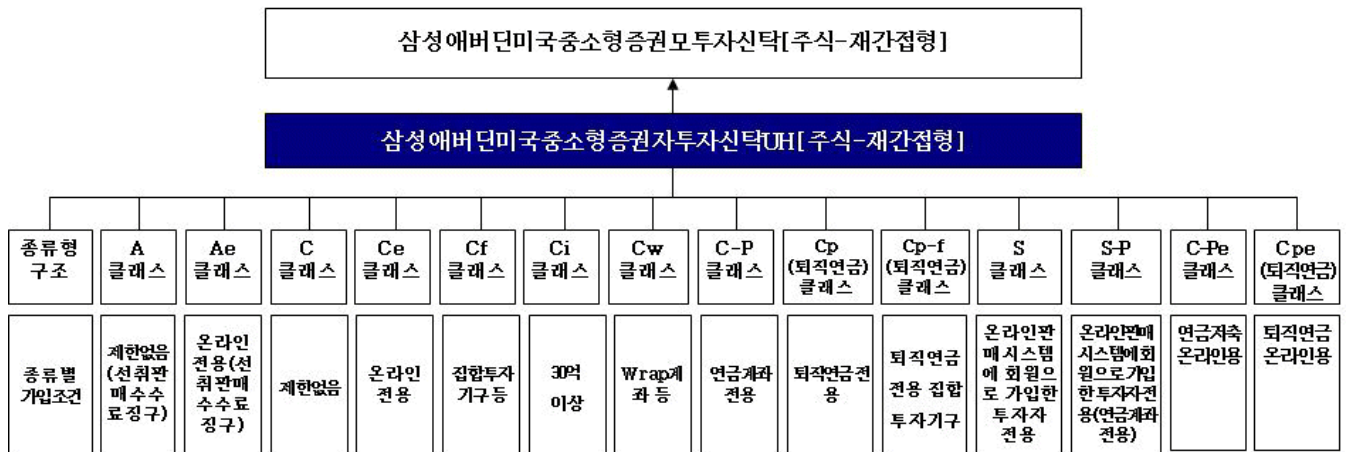 삼성애버딘미국중소형증권모투자신탁[주식-재간접형]
삼성애버딘미국중소형증권자투자신탁UH[주식-재간접형]
종류형
구조
A
클래스
Ae
클래스
C
클래스
Ce
클래스
Cf
클래스
Ci
클래스
Cw
클래스
C-P
클래스
Cp
(퇴직연금)
클래스
Cp-f
(퇴직연금)
클래스
S
클래스
S-P
클래스
C-Pe
클래스
Cpe
(퇴직연금)
클래스
종류별
가입조건
제한없음
(선취판
매수수
료징구)
온라인
전용(선
취판매
수수료
징구)
제한없음
온라인
전용
집합투자
기구등
30억
이상
Wrap계
좌 등
연금계좌
전용
퇴직연금전
용
퇴직연금
전용 집합
투자기구
온라인판
매시스템
에 회원으
로 가입한
투자자
전용
온라인판매
시스템에회
원으로가입
한투자자전
용(연금계좌
전용)
연금저축
온라인용
퇴직연금
온라인용